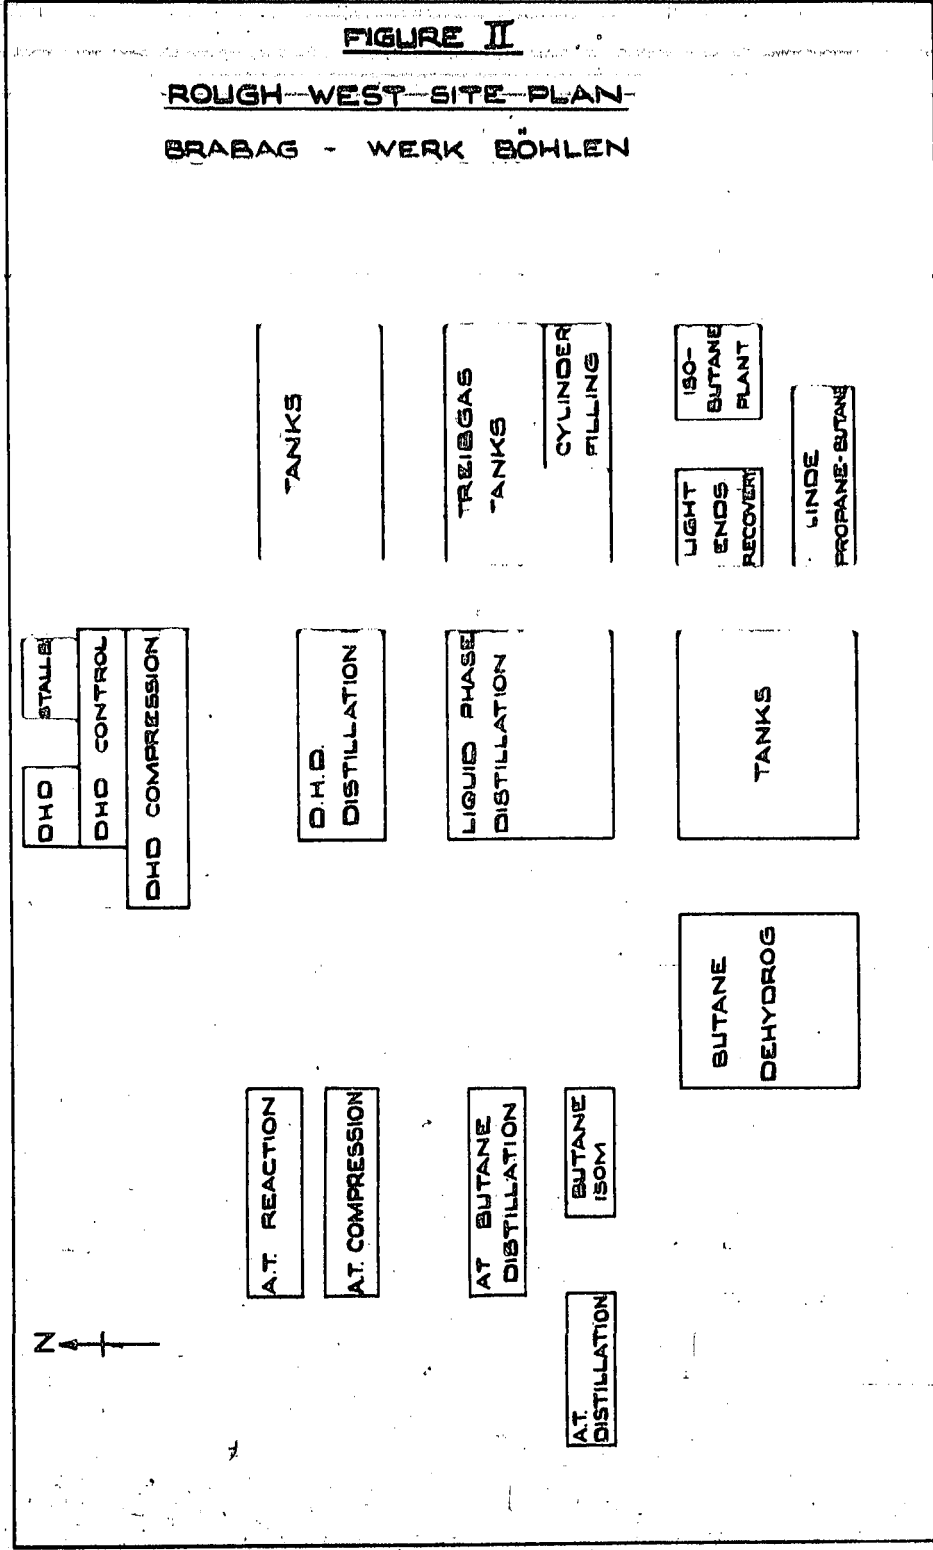 FIGURE II
ROUGH WEST SITE PLAN
BRABAG - WERK BÖHLEN
TANKS
TREIBGAS
TANKS
CYLINDER
FILLING
ISO-
BUTANE
PLANT
LIGHT
ENDS
RECOVERY
LINDE
PROPANE-BUTANE
DHD STALLE
DHD CONTROL
DHD COMPRESSION
D.H.D.
DISTILLATION
LIQUID PHASE
DISTILLATION
TANKS
BUTANE
DEHYDROG
A.T. REACTION
A.T. COMPRESSION
AT BUTANE
DISTILLATION
BUTANE
ISOM
A.T.
DISTILLATION
N